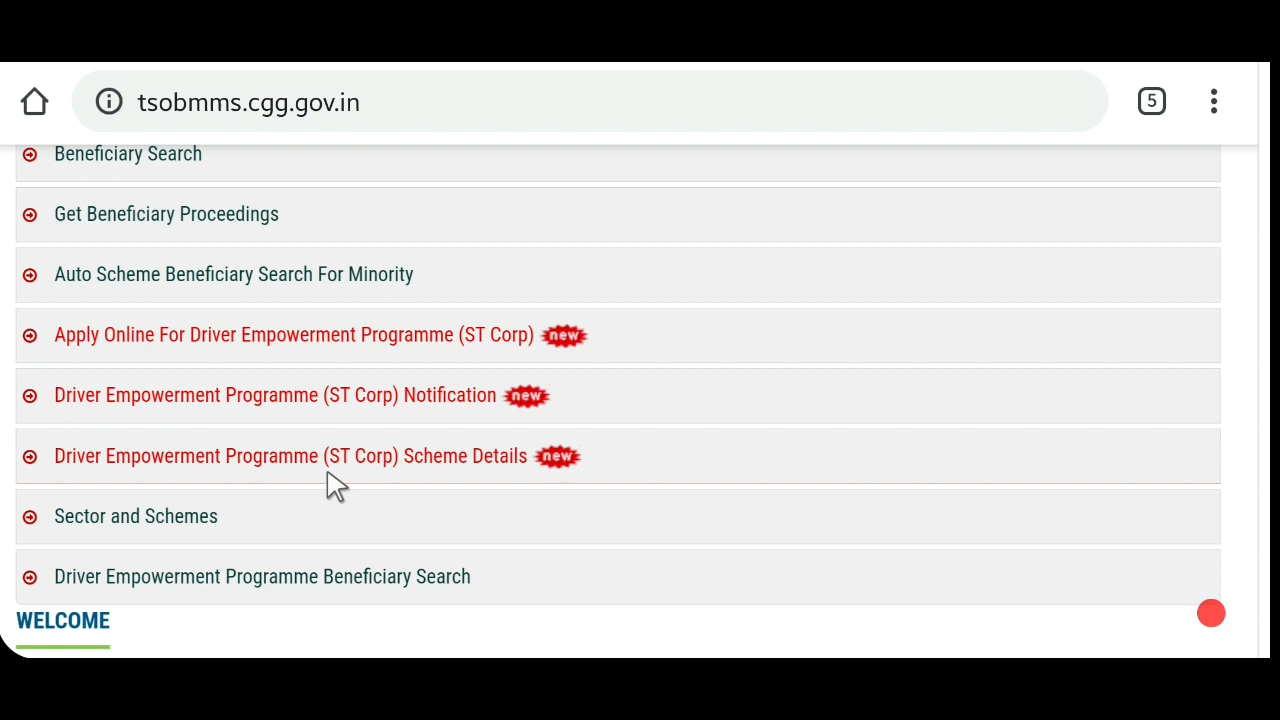 tsobmms.cgg.gov.in
5
Beneficiary Search
Get Beneficiary Proceedings
Auto Scheme Beneficiary Search For Minority
Apply Online For Driver Empowerment Programme (ST Corp) new
Driver Empowerment Programme (ST Corp) Notification new
Driver Empowerment Programme (ST Corp) Scheme Details new
Sector and Schemes
Driver Empowerment Programme Beneficiary Search
WELCOME